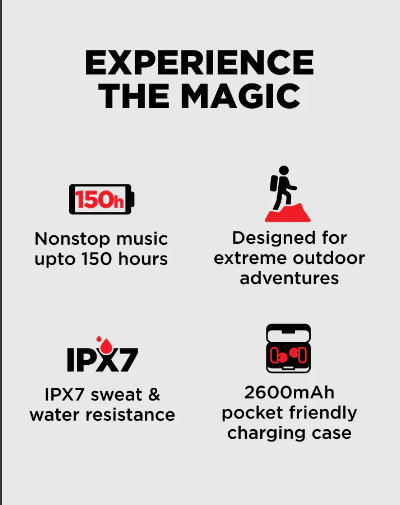 EXPERIENCE
THE MAGIC
150h
Nonstop music
upto 150 hours
Designed for
extreme outdoor
adventures
IPX7
IPX7 sweat &
water resistance
2600mAh
pocket friendly
charging case